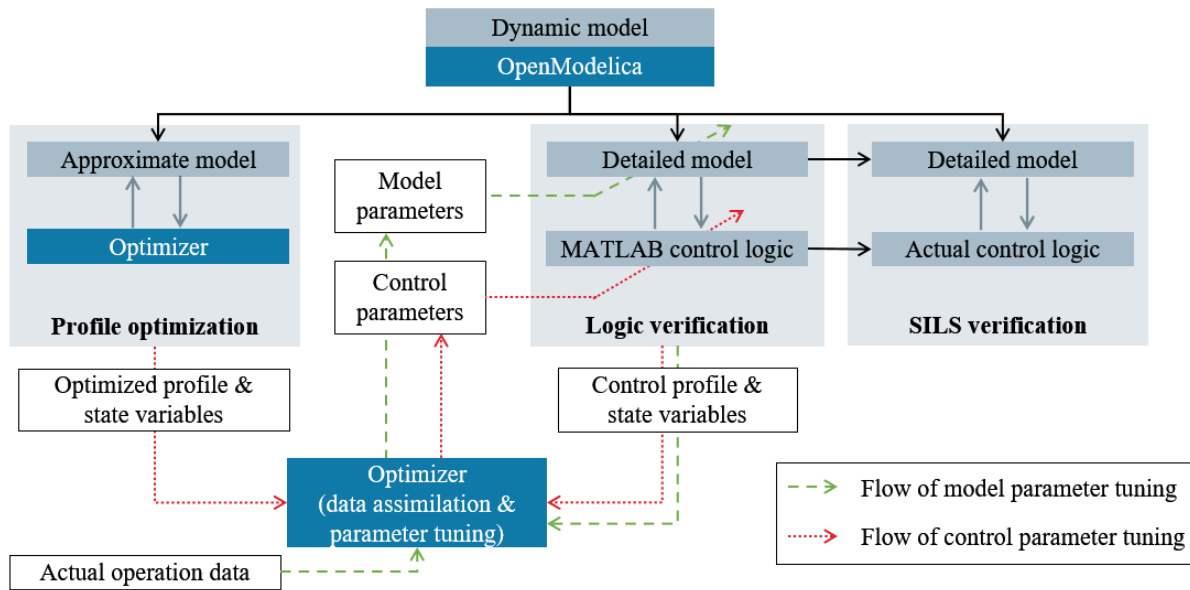 Dynamic model
OpenModelica
Approximate model
Optimizer
Profile optimization
Model
parameters
Control
parameters
Detailed model
MATLAB control logic
Logic verification
Detailed model
Actual control logic
SILS verification
Optimized profile &
state variables
Control profile &
state variables
Optimizer
(data assimilation &
parameter tuning)
Actual operation data
Flow of model parameter tuning
Flow of control parameter tuning